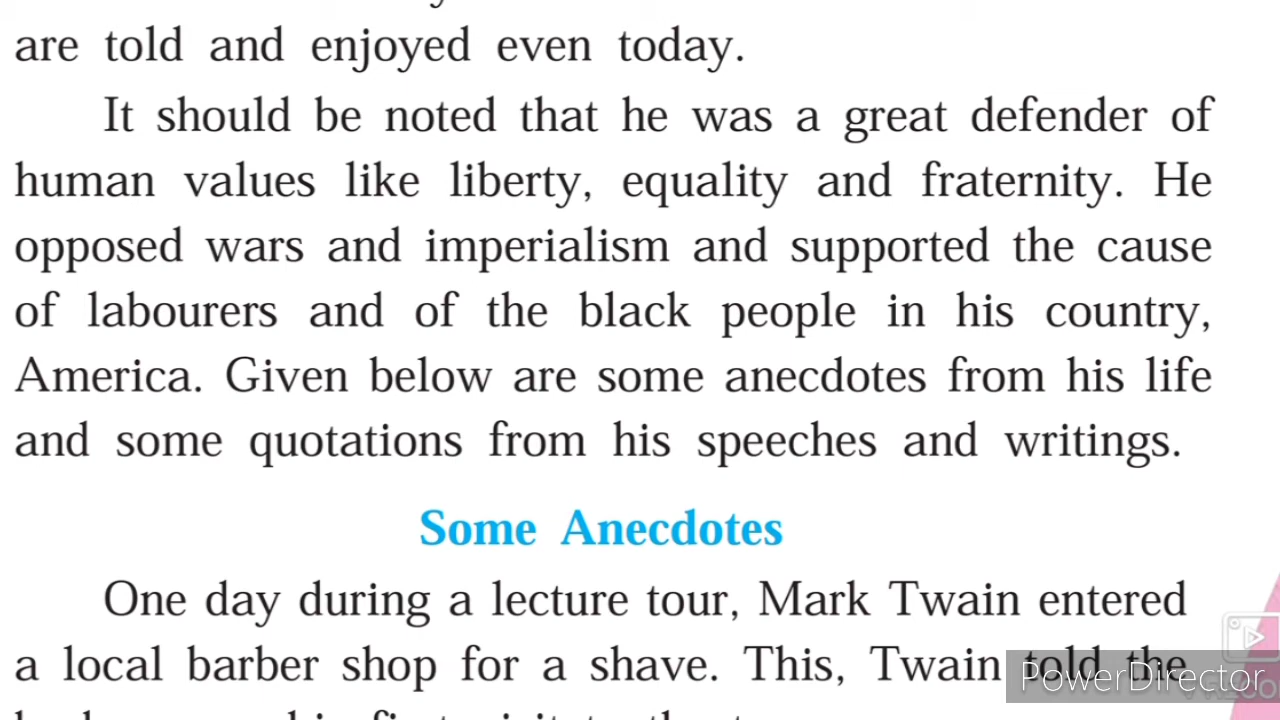 are told and enjoyed even today.
It should be noted that he was a great defender of
human values like liberty, equality and fraternity. He
opposed wars and imperialism and supported the cause
of labourers and of the black people in his country,
America. Given below are some anecdotes from his life
and some quotations from his speeches and writings.
Some Anecdotes
One day during a lecture tour, Mark Twain entered
a local barber shop for a shave. This, Twain told the
PowerDirector